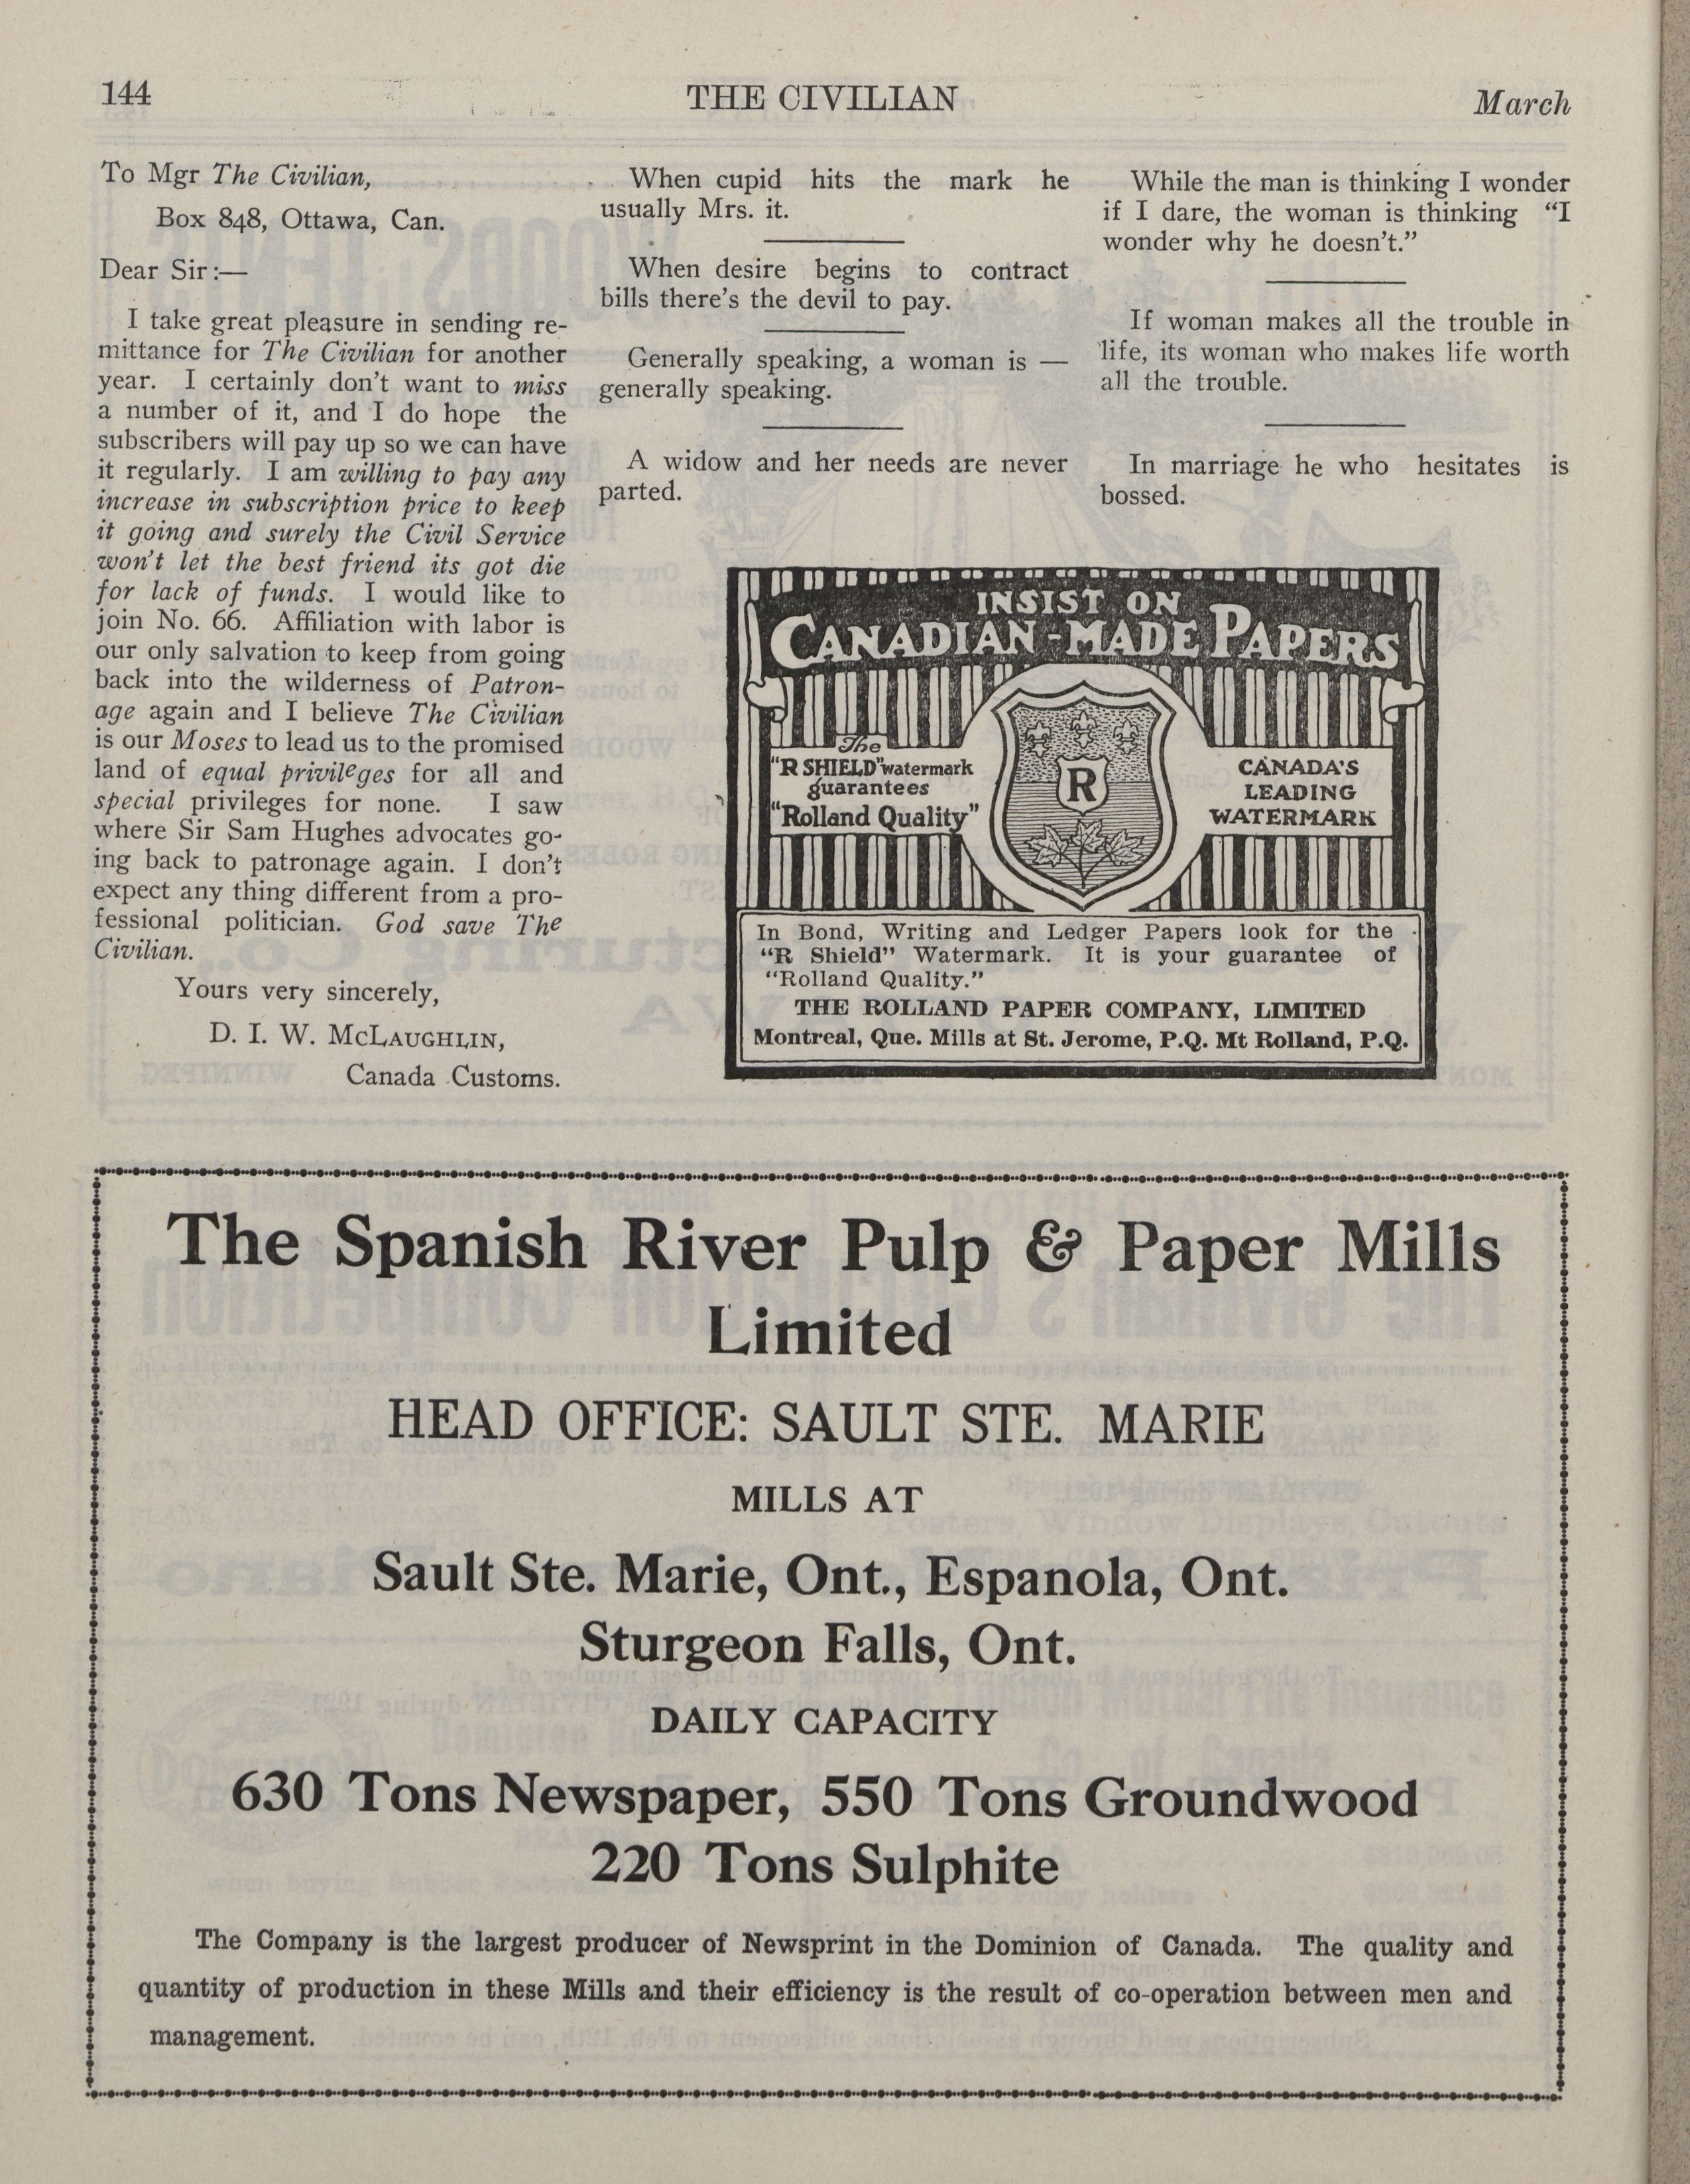 144
THE CIVILIAN
March
To Mgr The Civilian,
Box 848, Ottawa, Can.
Dear Sir:—
I take great pleasure in sending re-
mittance for The Civilian for another
year. I certainly don't want to miss
a number of it, and I do hope the
subscribers will pay up so we can have
it regularly. I am willing to pay any
increase in subscription price to keep
it going and surely the Civil Service
won't let the best friend its got die
for lack of funds. I would like to
join No. 66. Affiliation with labor is
our only salvation to keep from going
back into the wilderness of Patron-
age again and I believe The Civilian
is our Moses to lead us to the promised
land of equal privileges for all and
special privileges for none. I saw
where Sir Sam Hughes advocates go-
ing back to patronage again. I don't
expect any thing different from a pro-
fessional politician. God save The
Civilian.
Yours very sincerely,
D. I. W. McLAUGHLIN,
Canada Customs.
When cupid hits the mark he
usually Mrs. it.
When desire begins to contract
bills there's the devil to pay.
Generally speaking, a woman is —
generally speaking.
A widow and her needs are never
parted.
While the man is thinking I wonder
if I dare, the woman is thinking "I
wonder why he doesn't."
If woman makes all the trouble in
life, its woman who makes life worth
all the trouble.
In marriage he who hesitates is
bossed.
INSIST ON
CANADIAN-MADE PAPERS
The
"R SHIELD" watermark
guarantees
"Rolland Quality"
R
CANADA'S
LEADING
WATERMARK
In Bond, Writing and Ledger Papers look for the
"R Shield" Watermark. It is your guarantee of
"Rolland Quality."
THE ROLLAND PAPER COMPANY, LIMITED
Montreal, Que. Mills at St. Jerome, P.Q. Mt Rolland, P.Q.
The Spanish River Pulp & Paper Mills
Limited
HEAD OFFICE: SAULT STE. MARIE
MILLS AT
Sault Ste. Marie, Ont., Espanola, Ont.
Sturgeon Falls, Ont.
DAILY CAPACITY
630 Tons Newspaper, 550 Tons Groundwood
220 Tons Sulphite
The Company is the largest producer of Newsprint in the Dominion of Canada. The quality and
quantity of production in these Mills and their efficiency is the result of co-operation between men and
management.